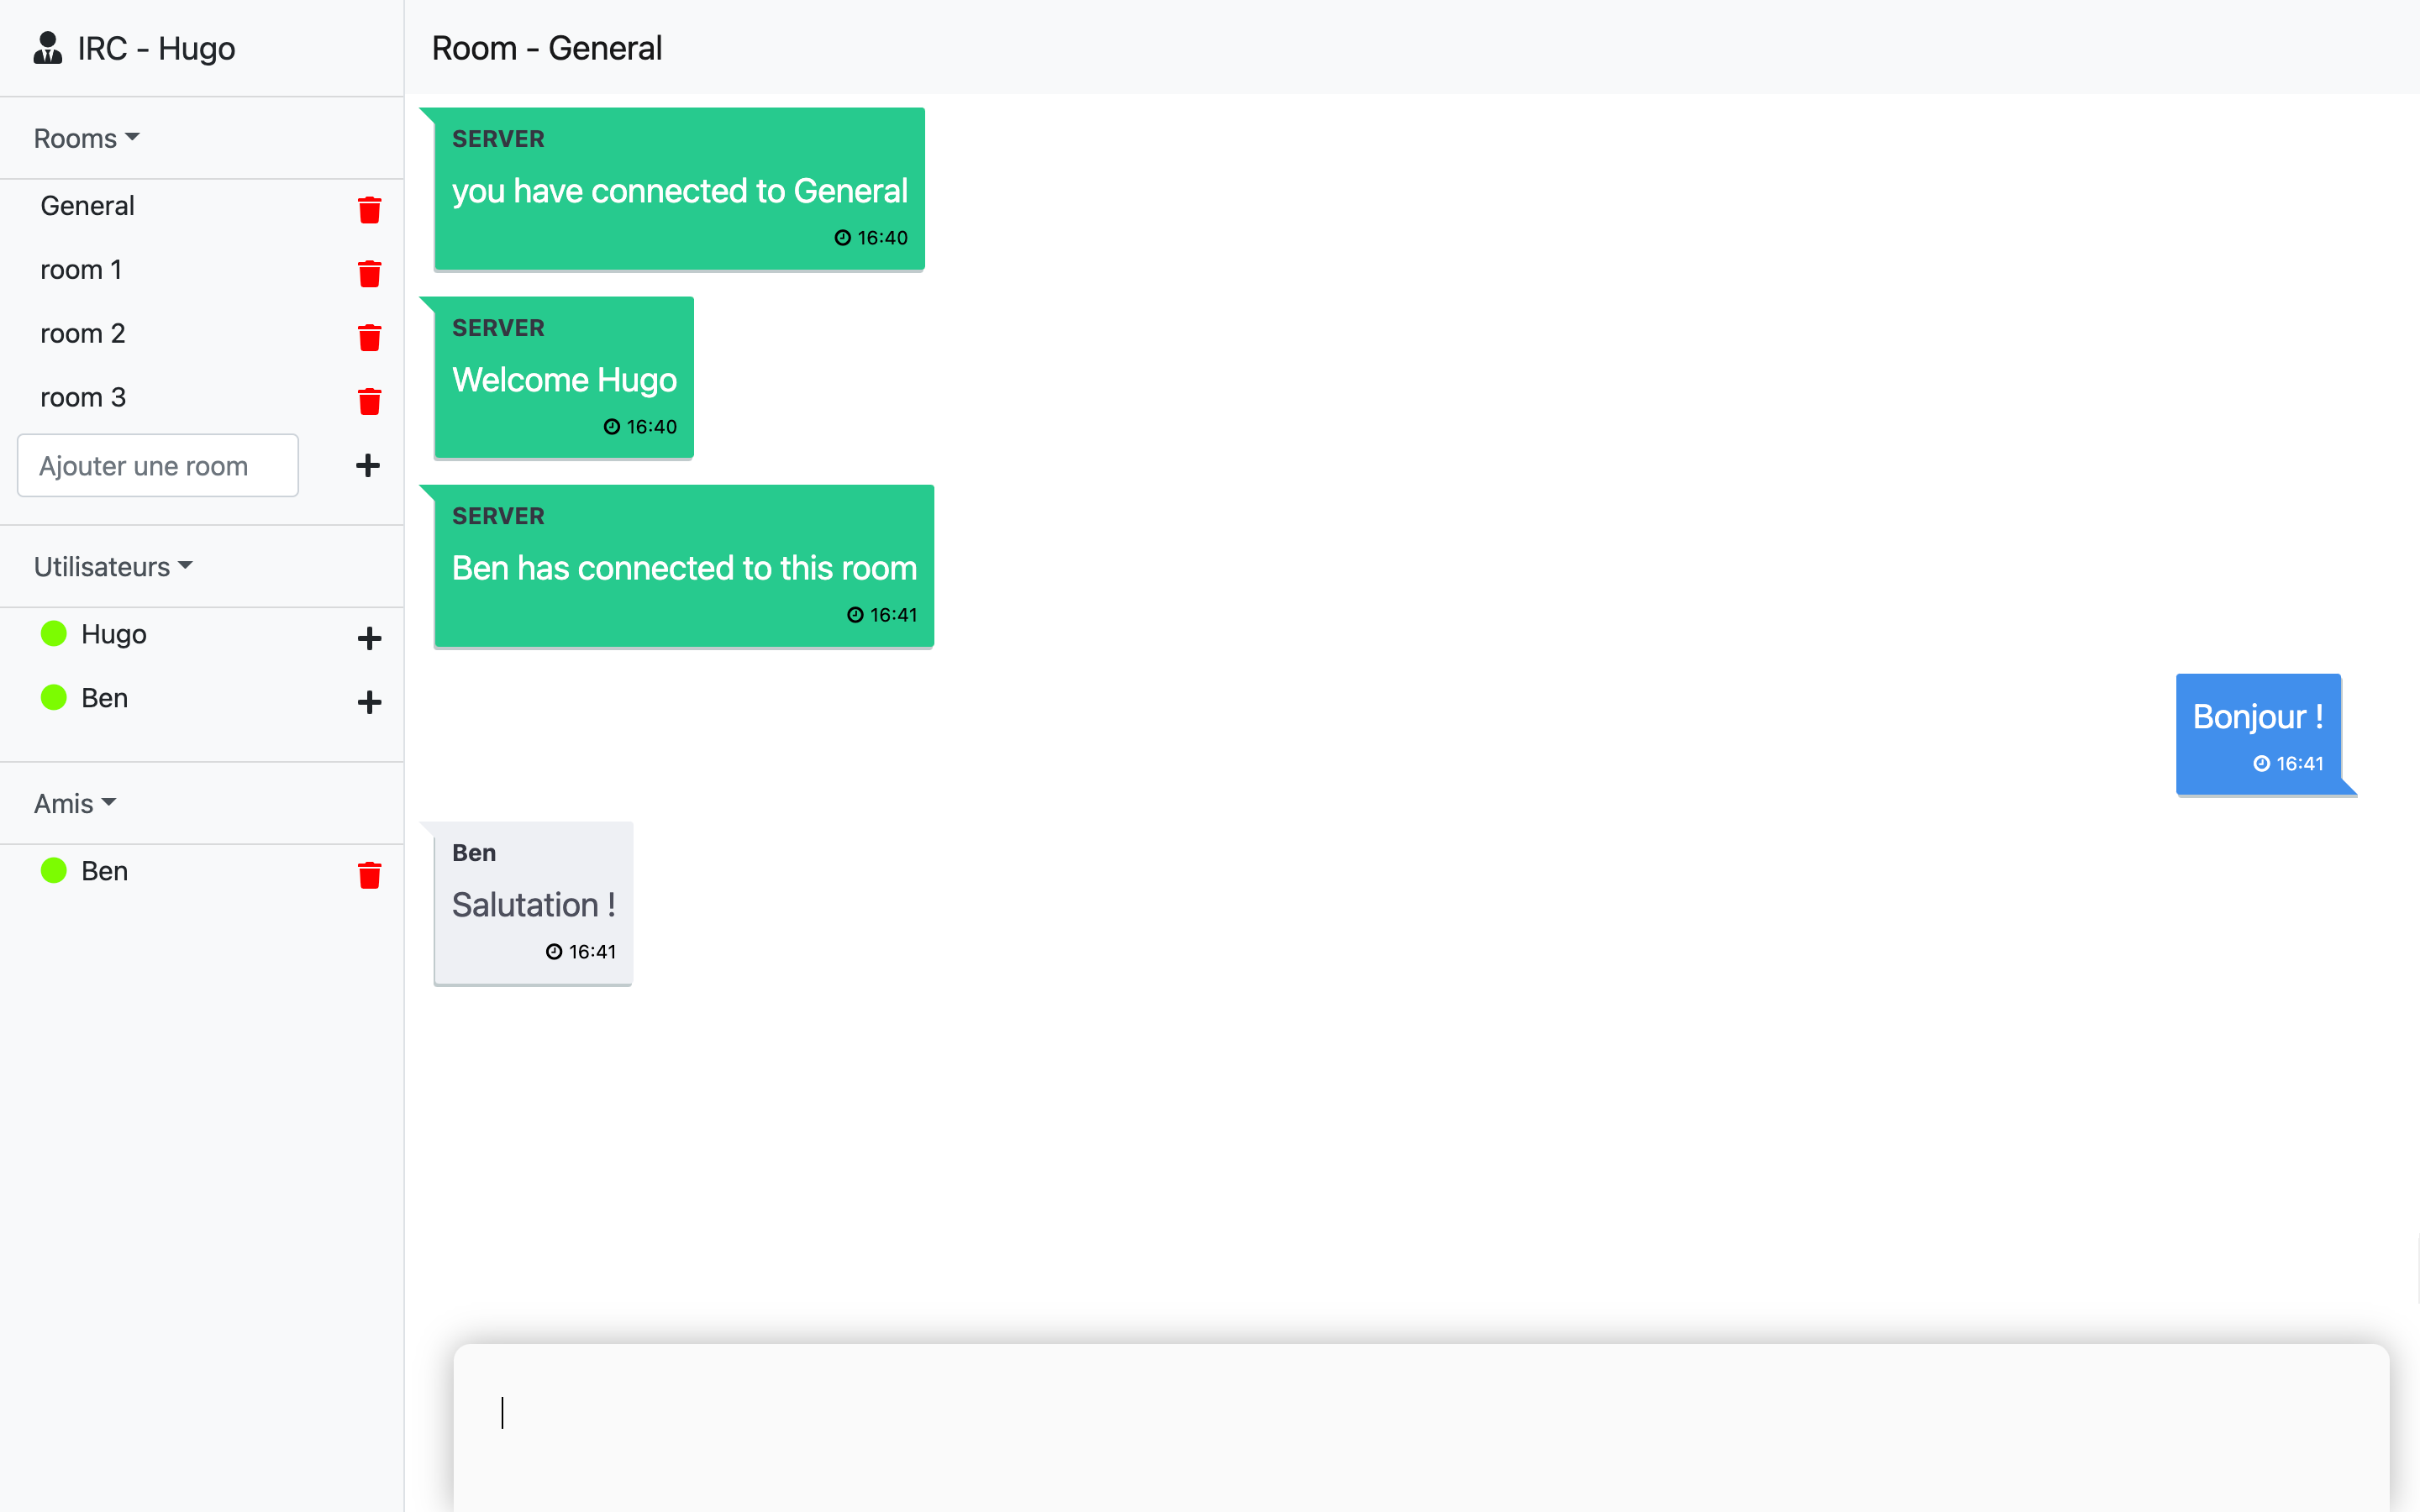 IRC - Hugo
Rooms
General
room 1
room 2
room 3
Ajouter une room
Utilisateurs
Hugo
Ben
Amis
Ben
Room - General
SERVER
you have connected to General
16:40
SERVER
Welcome Hugo
16:40
SERVER
Ben has connected to this room
16:41
Bonjour !
16:41
Ben
Salutation !
16:41